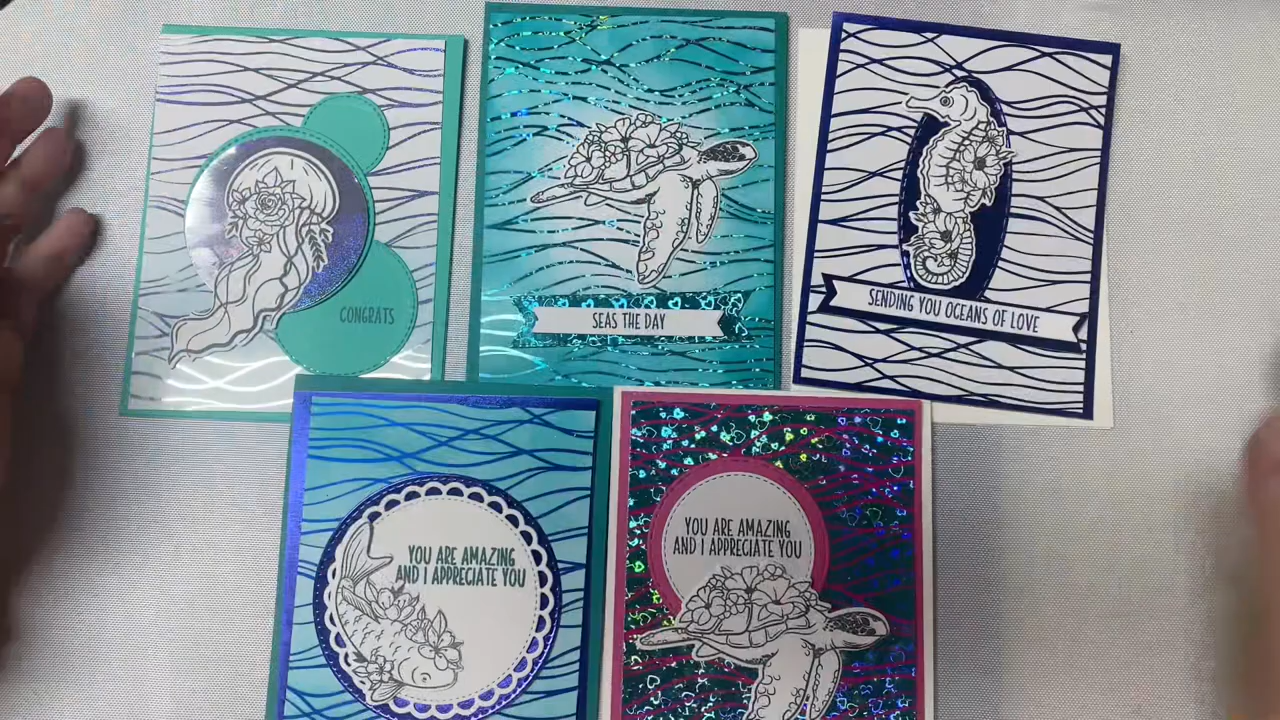 CONGRATS
SEAS THE DAY
SENDING YOU OCEANS OF LOVE
YOU ARE AMAZING
AND I APPRECIATE YOU
YOU ARE AMAZING
AND I APPRECIATE YOU